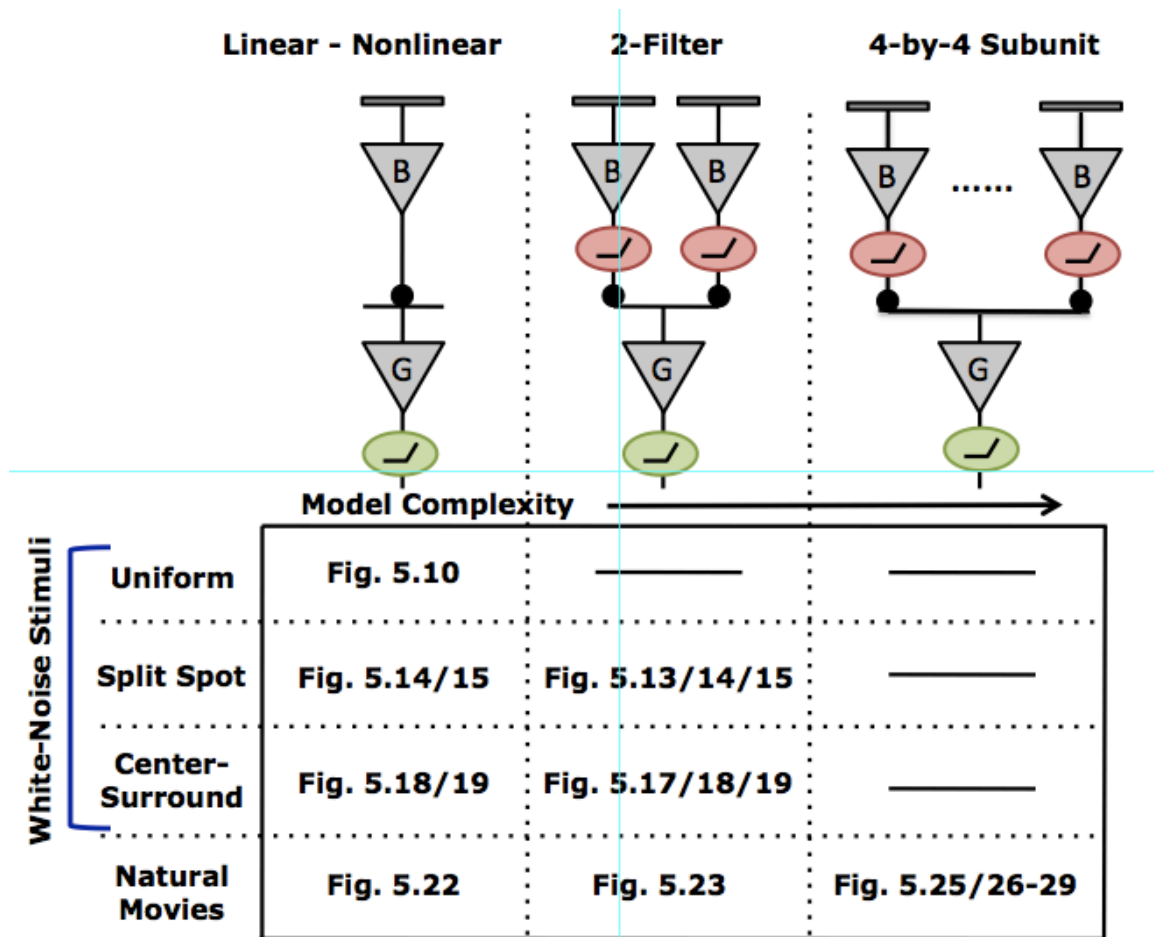 Linear - Nonlinear 2-Filter 4-by-4 Subunit
B B B B ...... B
G G G
Model Complexity
White-Noise Stimuli
Uniform Fig. 5.10
Split Spot Fig. 5.14/15 Fig. 5.13/14/15
Center-
Surround Fig. 5.18/19 Fig. 5.17/18/19
Natural
Movies Fig. 5.22 Fig. 5.23 Fig. 5.25/26-29